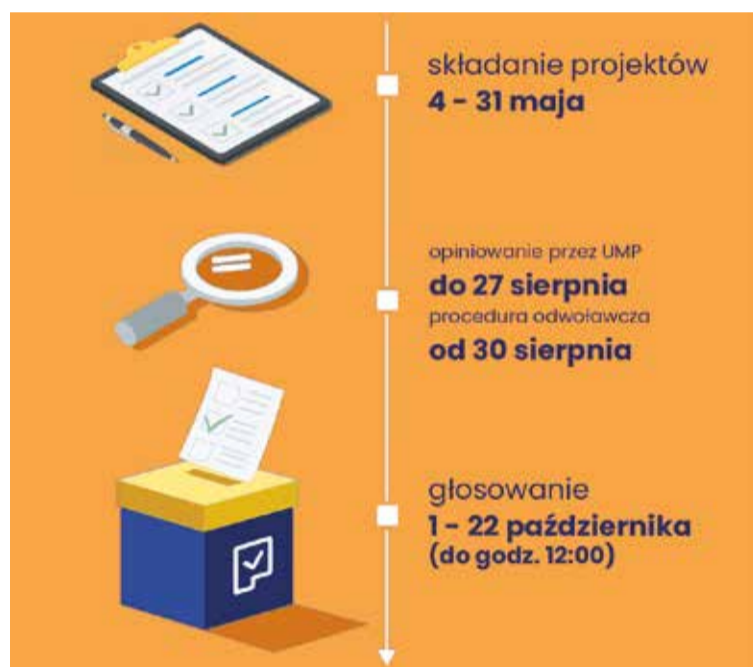 składanie projektów
4 - 31 maja
opiniowanie przez UMP
do 27 sierpnia
procedura odwoławcza
od 30 sierpnia
głosowanie
1 - 22 października
(do godz. 12:00)